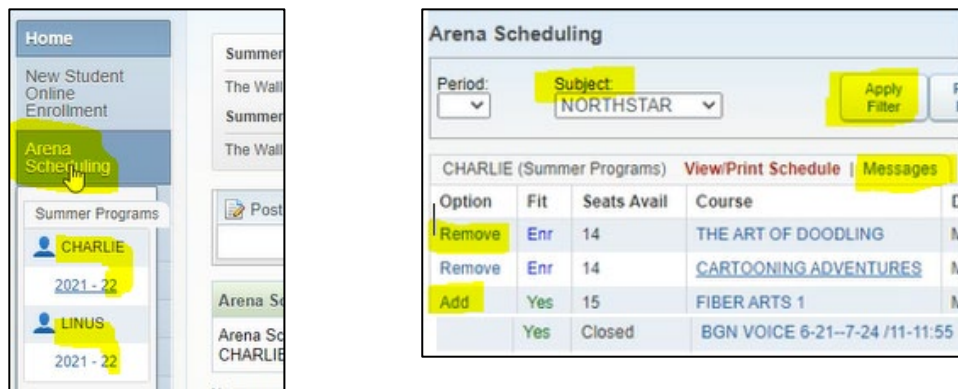 Home
New Student
Online
Enrollment
Arena
Scheduling
Summer Programs
CHARLIE
2021 - 22
LINUS
2021 - 22
Summer
The Wall
Summer
The Wall
Post
Arena Sc
Arena Sc
CHARLIE
Arena Scheduling
Period: Subject:
NORTHSTAR
Apply
Filter
CHARLIE (Summer Programs) View/Print Schedule | Messages
Option Fit Seats Avail Course
Remove Enr 14 THE ART OF DOODLING
Remove Enr 14 CARTOONING ADVENTURES
Add Yes 15 FIBER ARTS 1
Yes Closed BGN VOICE 6-21--7-24 /11-11:55